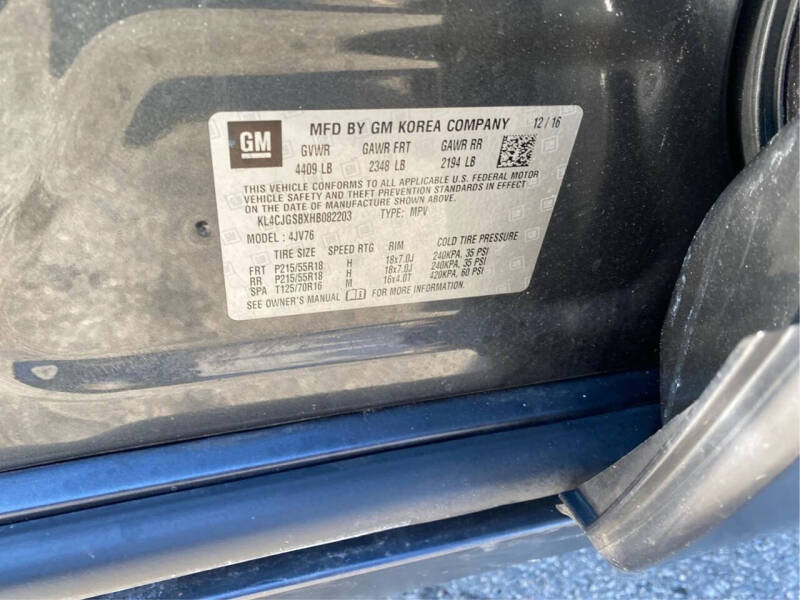 GM MFD BY GM KOREA COMPANY 12/16
GVWR GAWR FRT GAWR RR
4409 LB 2348 LB 2194 LB
THIS VEHICLE CONFORMS TO ALL APPLICABLE U.S. FEDERAL MOTOR
VEHICLE SAFETY AND THEFT PREVENTION STANDARDS IN EFFECT
ON THE DATE OF MANUFACTURE SHOWN ABOVE.
KL4CJGSBXHB082203 TYPE: MPV
MODEL: 4JV76
TIRE SIZE SPEED RTG RIM COLD TIRE PRESSURE
FRT P215/55R18 H 18x7.0J 240KPA, 35 PSI
RR P215/55R18 H 18x7.0J 240KPA, 35 PSI
SPA T125/70R16 M 16x4.0T 420KPA, 60 PSI
SEE OWNER'S MANUAL FOR MORE INFORMATION.